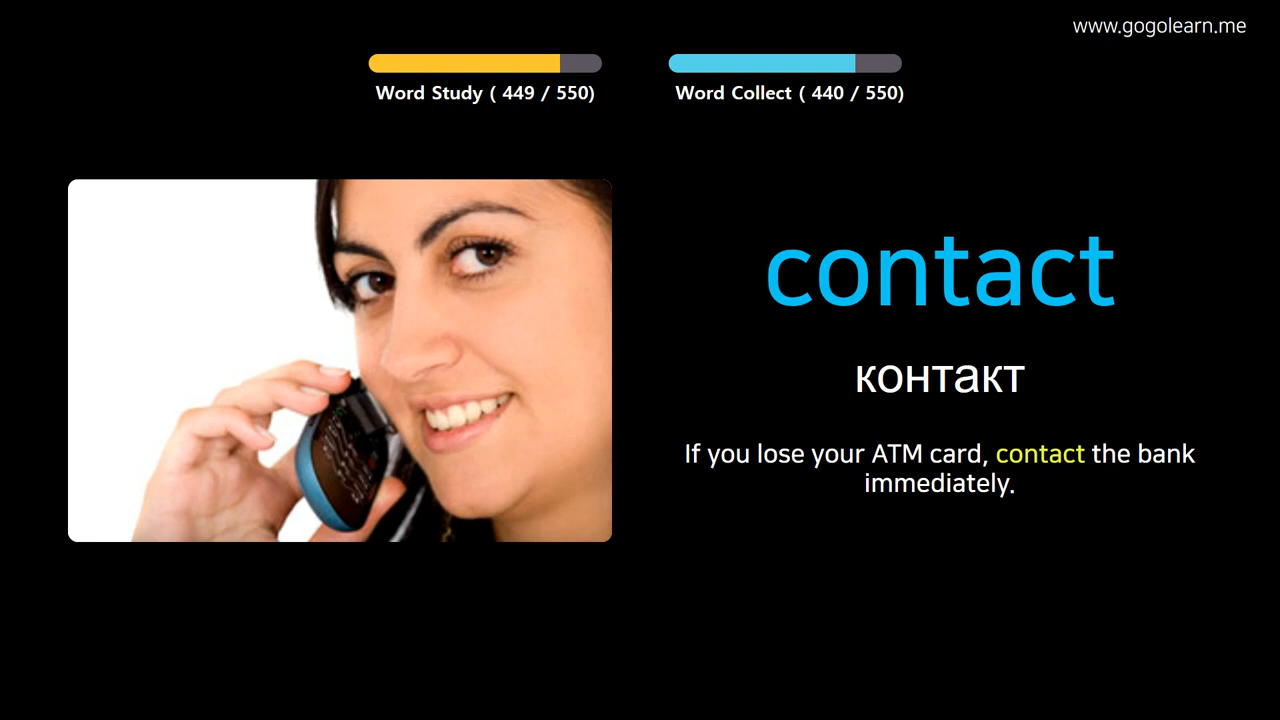 www.gogolearn.me
Word Study ( 449 / 550)
Word Collect ( 440 / 550)
contact
контакт
If you lose your ATM card, contact the bank
immediately.